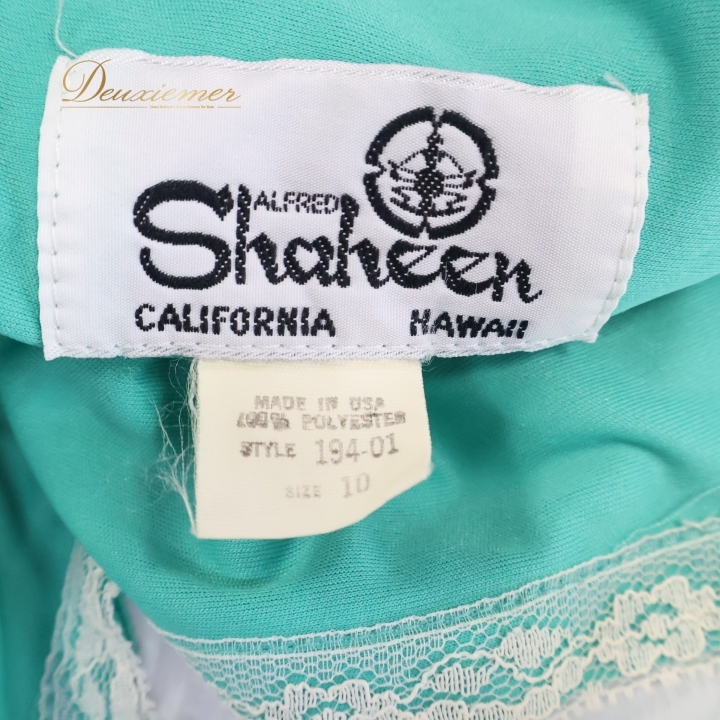 Deuxiemer
ALFRED
Shaheen
CALIFORNIA HAWAII
MADE IN USA
100% POLYESTER
STYLE 194-01
SIZE 10